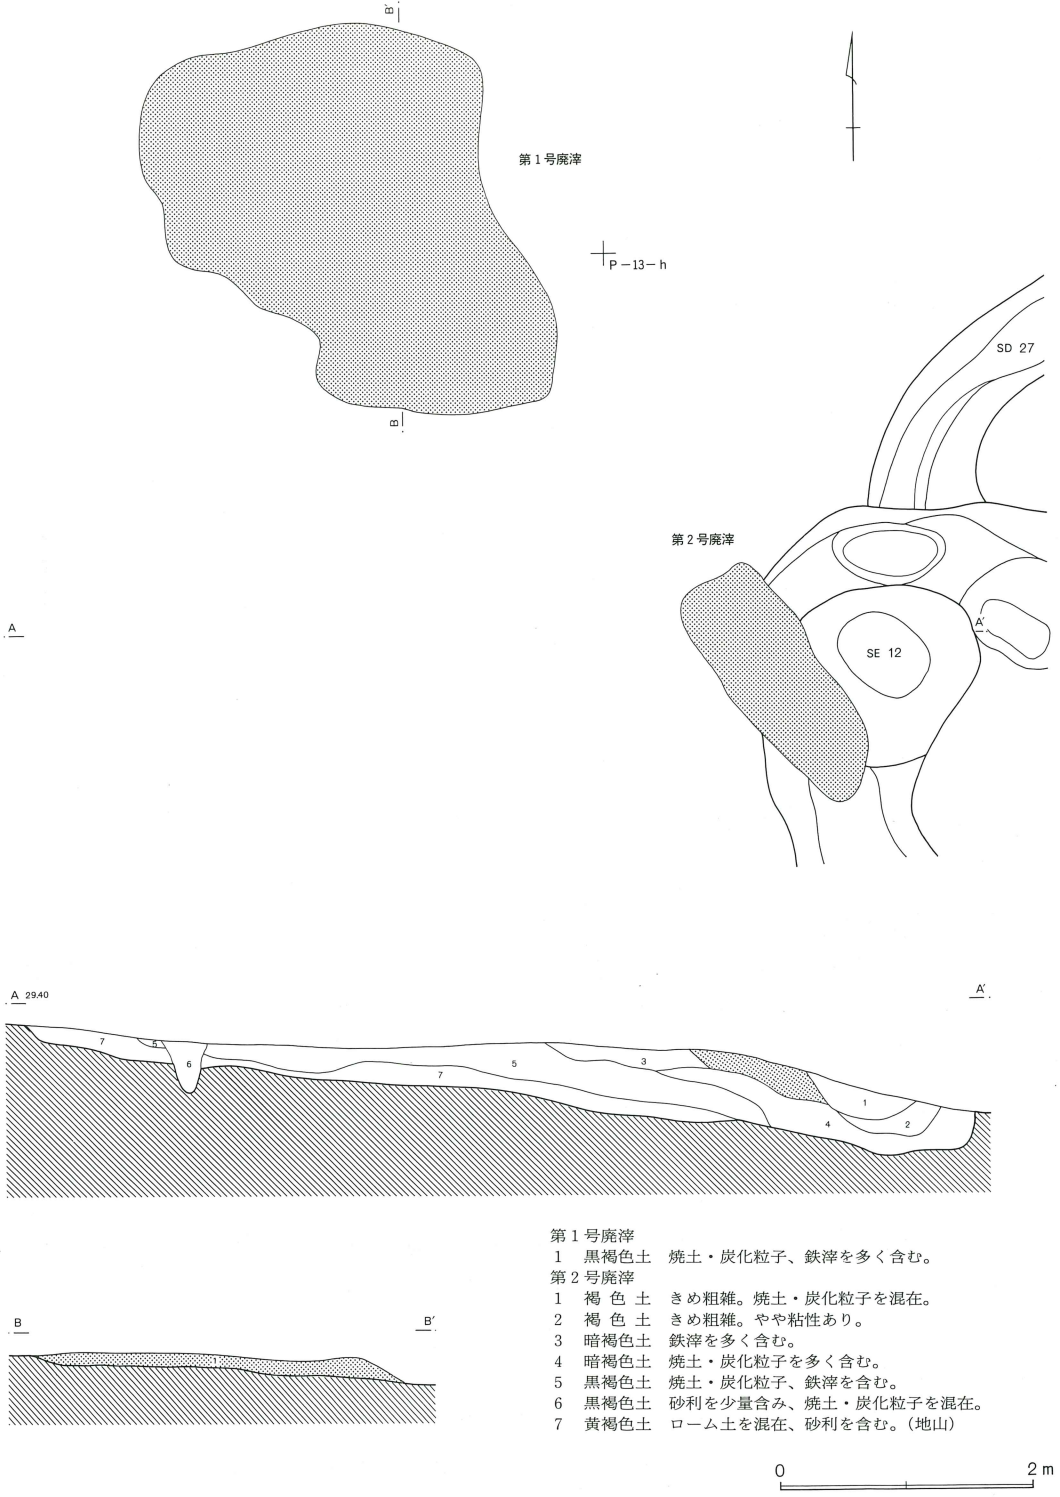 B′
第1号廃滓
P－13－h
SD 27
B
第2号廃滓
A
A′
SE 12
A 29.40
A′
7
5
6
5
7
3
1
4
2
第1号廃滓
1 黒褐色土 焼土・炭化粒子、鉄滓を多く含む。
第2号廃滓
1 褐色土 きめ粗雑。焼土・炭化粒子を混在。
2 褐色土 きめ粗雑。やや粘性あり。
3 暗褐色土 鉄滓を多く含む。
4 暗褐色土 焼土・炭化粒子を多く含む。
5 黒褐色土 焼土・炭化粒子、鉄滓を含む。
6 黒褐色土 砂利を少量含み、焼土・炭化粒子を混在。
7 黄褐色土 ローム土を混在、砂利を含む。（地山）
B
B′
1
0 2 m